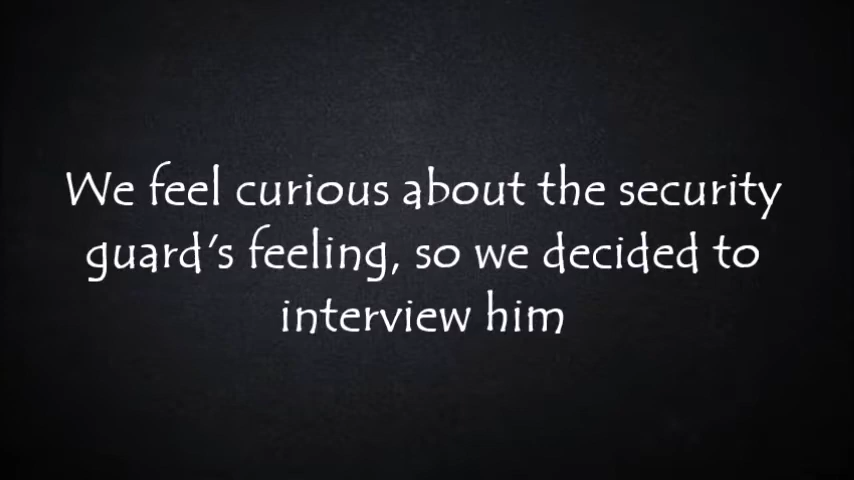 We feel curious about the security
guard's feeling, so we decided to
interview him